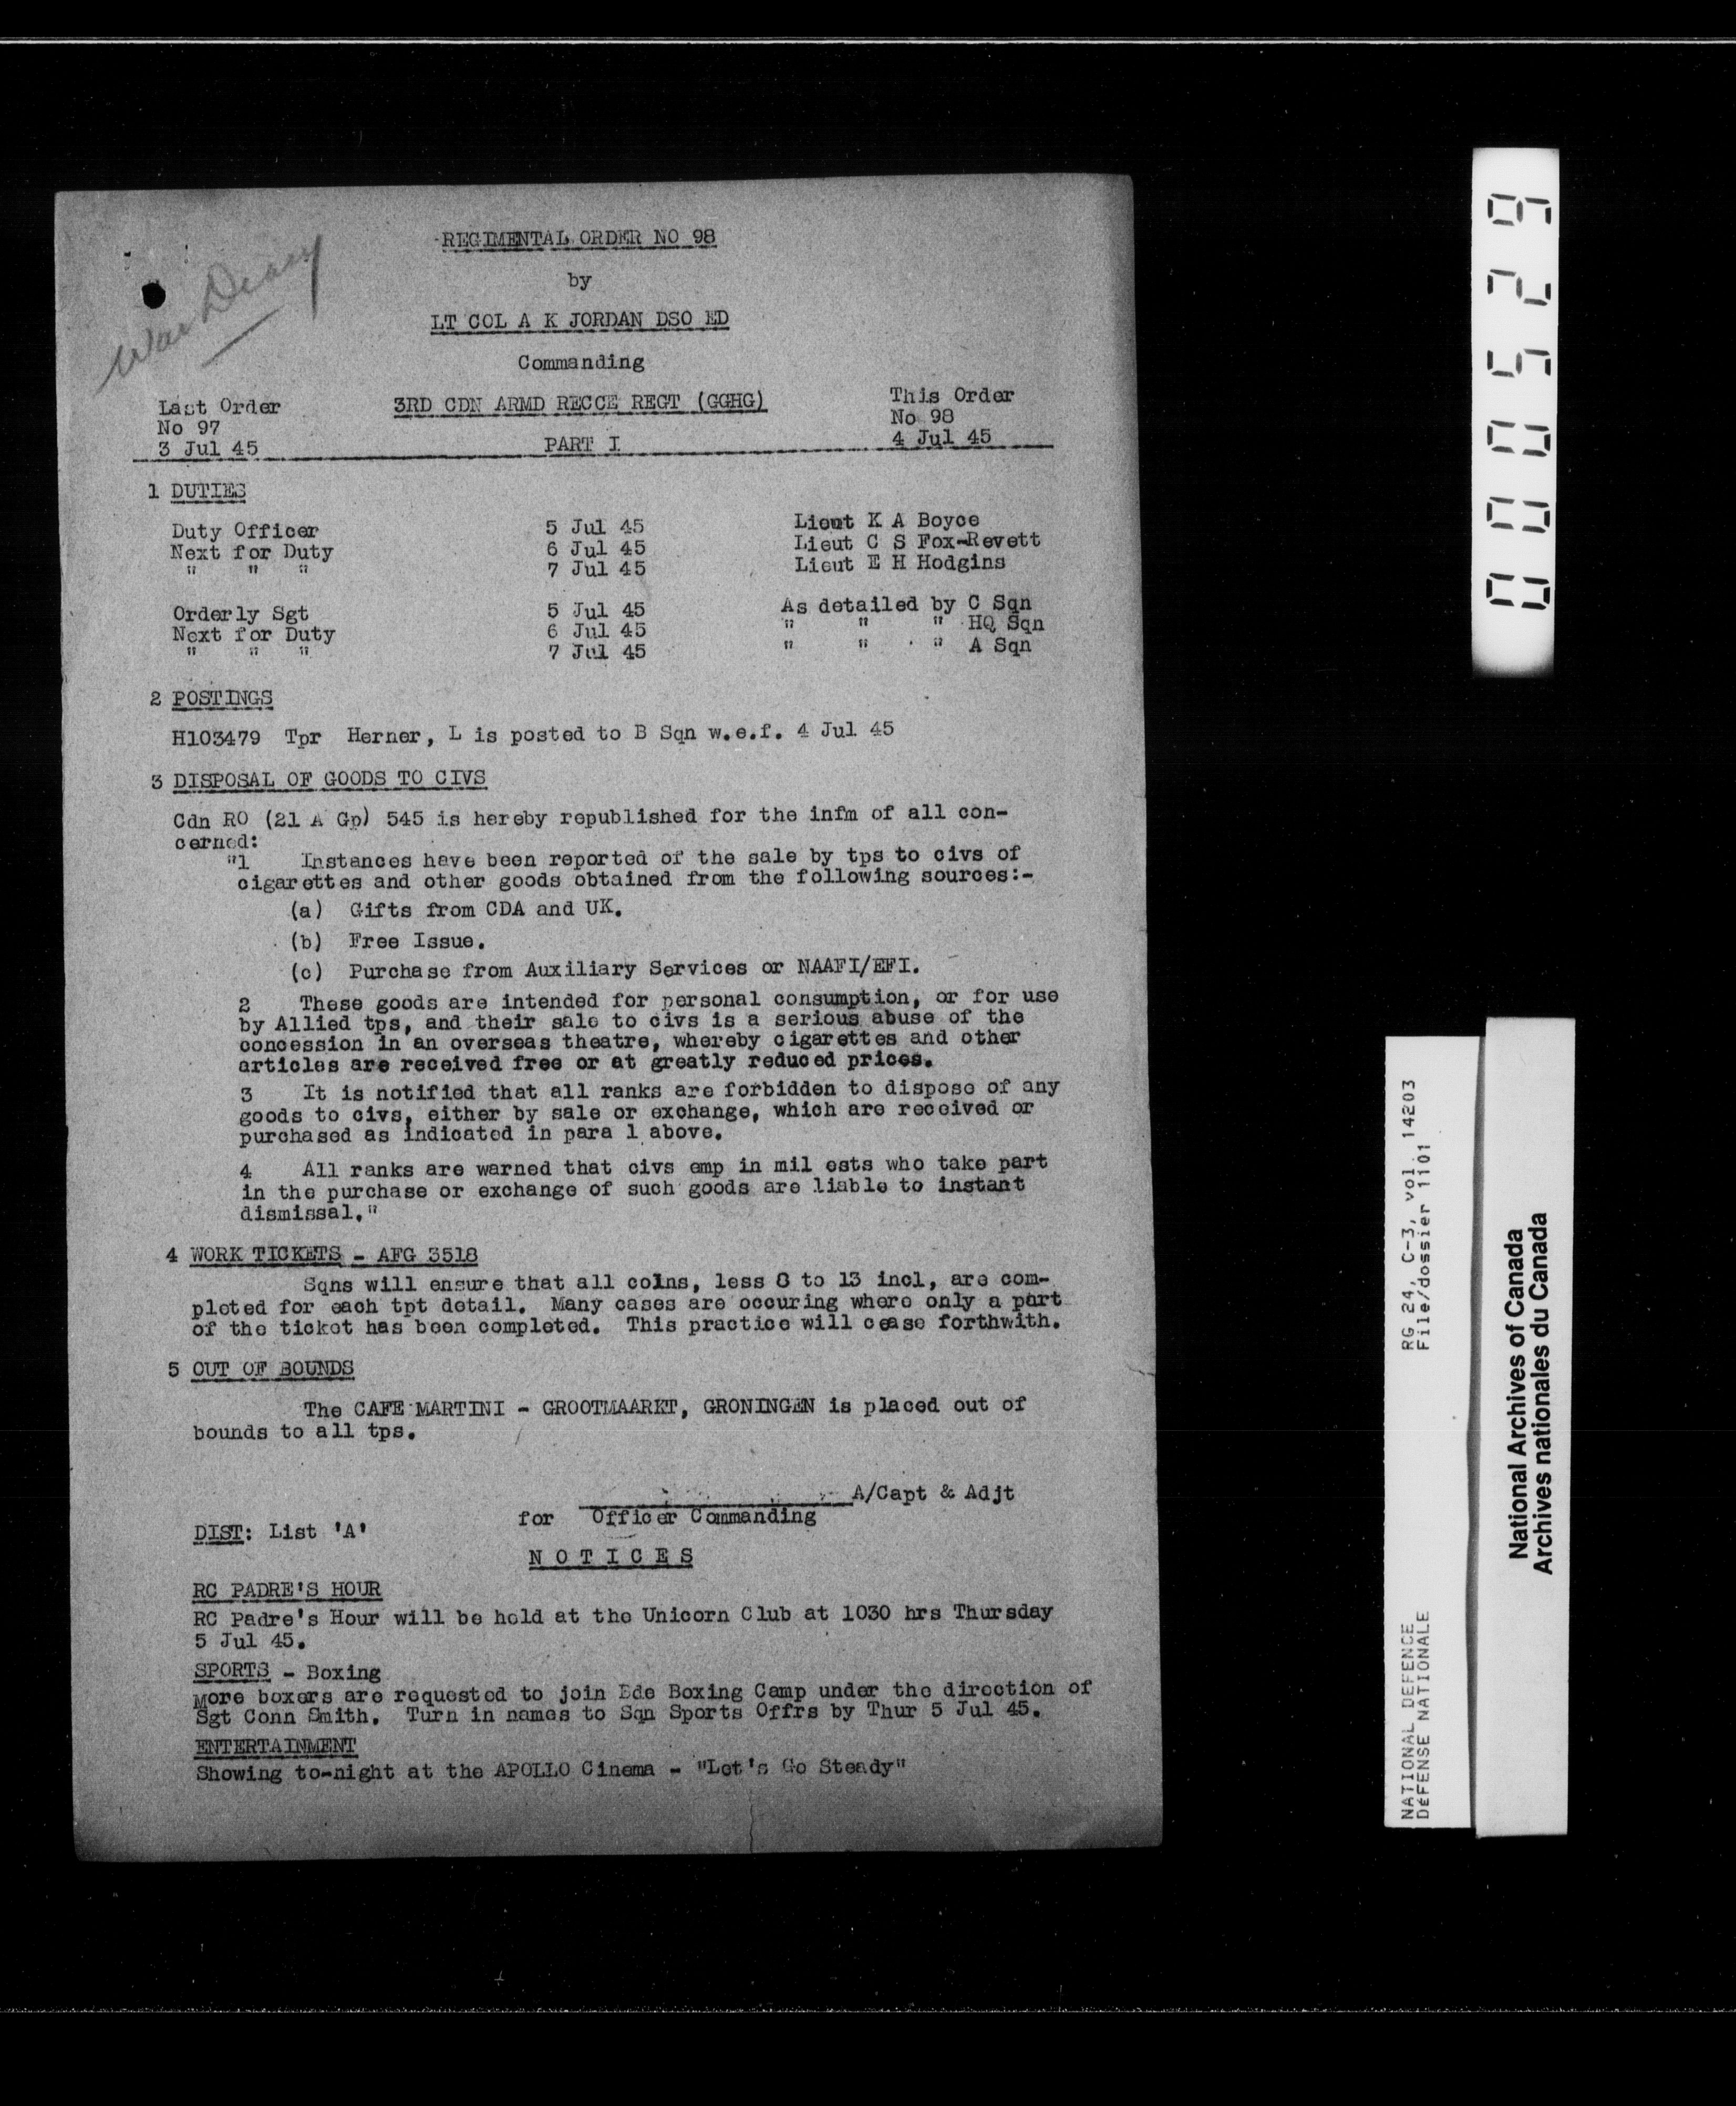 War Diary
REGIMENTAL ORDER NO 98
by
LT COL A K JORDAN DSO ED
Commanding
3RD CDN ARMD RECCE REGT (GGHG)
Last Order
No 97
3 Jul 45
PART I
This Order
No 98
4 Jul 45
1 DUTIES
Duty Officer 5 Jul 45 Lieut K A Boyce
Next for Duty 6 Jul 45 Lieut C S Fox-Revett
" " " 7 Jul 45 Lieut E H Hodgins
Orderly Sgt 5 Jul 45 As detailed by C Sqn
Next for Duty 6 Jul 45 " " " HQ Sqn
" " " 7 Jul 45 " " " A Sqn
2 POSTINGS
H103479 Tpr Herner, L is posted to B Sqn w.e.f. 4 Jul 45
3 DISPOSAL OF GOODS TO CIVS
Cdn RO (21 A Gp) 545 is hereby republished for the infm of all con-
cerned:
"1 Instances have been reported of the sale by tps to civs of
cigarettes and other goods obtained from the following sources:-
(a) Gifts from CDA and UK.
(b) Free Issue.
(c) Purchase from Auxiliary Services or NAAFI/EFI.
2 These goods are intended for personal consumption, or for use
by Allied tps, and their sale to civs is a serious abuse of the
concession in an overseas theatre, whereby cigarettes and other
articles are received free or at greatly reduced prices.
3 It is notified that all ranks are forbidden to dispose of any
goods to civs, either by sale or exchange, which are received or
purchased as indicated in para 1 above.
4 All ranks are warned that civs emp in mil ests who take part
in the purchase or exchange of such goods are liable to instant
dismissal."
4 WORK TICKETS - AFG 3518
Sqns will ensure that all colns, less 8 to 13 incl, are com-
pleted for each tpt detail. Many cases are occuring where only a part
of the ticket has been completed. This practice will cease forthwith.
5 OUT OF BOUNDS
The CAFE MARTINI - GROOTMAARKT, GRONINGEN is placed out of
bounds to all tps.
A/Capt & Adjt
for Officer Commanding
DIST: List 'A'
N O T I C E S
RC PADRE'S HOUR
RC Padre's Hour will be held at the Unicorn Club at 1030 hrs Thursday
5 Jul 45.
SPORTS - Boxing
More boxers are requested to join Bde Boxing Camp under the direction of
Sgt Conn Smith. Turn in names to Sqn Sports Offrs by Thur 5 Jul 45.
ENTERTAINMENT
Showing to-night at the APOLLO Cinema - "Let's Go Steady"
000529
NATIONAL DEFENCE RG 24, C-3, vol. 14203
DÉFENSE NATIONALE File/dossier 1101
National Archives of Canada
Archives nationales du Canada